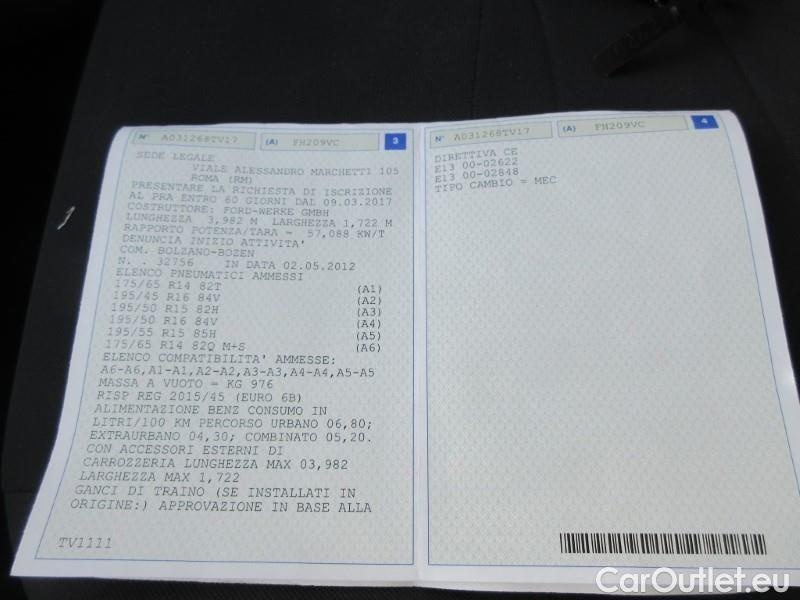 N° A031268TV17 (A) FH209VC 3
SEDE LEGALE
VIALE ALESSANDRO MARCHETTI 105
ROMA (RM)
PRESENTARE LA RICHIESTA DI ISCRIZIONE
AL PRA ENTRO 60 GIORNI DAL 09.03.2017
COSTRUTTORE: FORD-WERKE GMBH
LUNGHEZZA 3,982 M LARGHEZZA 1,722 M
RAPPORTO POTENZA/TARA = 57,088 KW/T
DENUNCIA INIZIO ATTIVITA'
COM. BOLZANO-BOZEN
N. . 32756 IN DATA 02.05.2012
ELENCO PNEUMATICI AMMESSI
175/65 R14 82T (A1)
195/45 R16 84V (A2)
195/50 R15 82H (A3)
195/50 R16 84V (A4)
195/55 R15 85H (A5)
175/65 R14 82Q M+S (A6)
ELENCO COMPATIBILITA' AMMESSE:
A6-A6,A1-A1,A2-A2,A3-A3,A4-A4,A5-A5
MASSA A VUOTO = KG 976
RISP REG 2015/45 (EURO 6B)
ALIMENTAZIONE BENZ CONSUMO IN
LITRI/100 KM PERCORSO URBANO 06,80;
EXTRAURBANO 04,30; COMBINATO 05,20.
CON ACCESSORI ESTERNI DI
CARROZZERIA LUNGHEZZA MAX 03,982
LARGHEZZA MAX 1,722
GANCI DI TRAINO (SE INSTALLATI IN
ORIGINE:) APPROVAZIONE IN BASE ALLA
TV1111
N° A031268TV17 (A) FH209VC 4
DIRETTIVA CE
E13 00-02622
E13 00-02848
TIPO CAMBIO = MEC
CarOutlet.eu